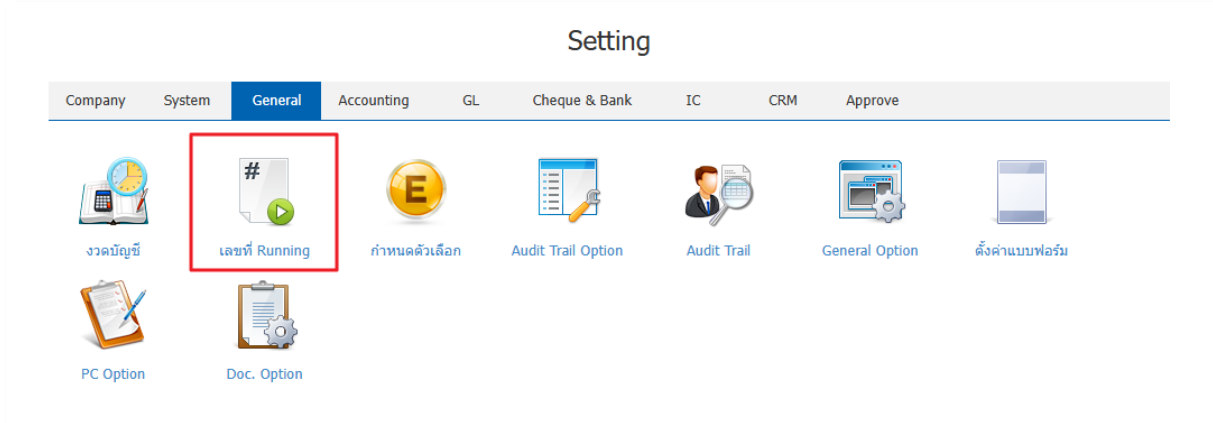 Setting
Company System General Accounting GL Cheque & Bank IC CRM Approve
#
E
งวดบัญชี เลขที่ Running กำหนดตัวเลือก Audit Trail Option Audit Trail General Option ตั้งค่าแบบฟอร์ม
PC Option Doc. Option